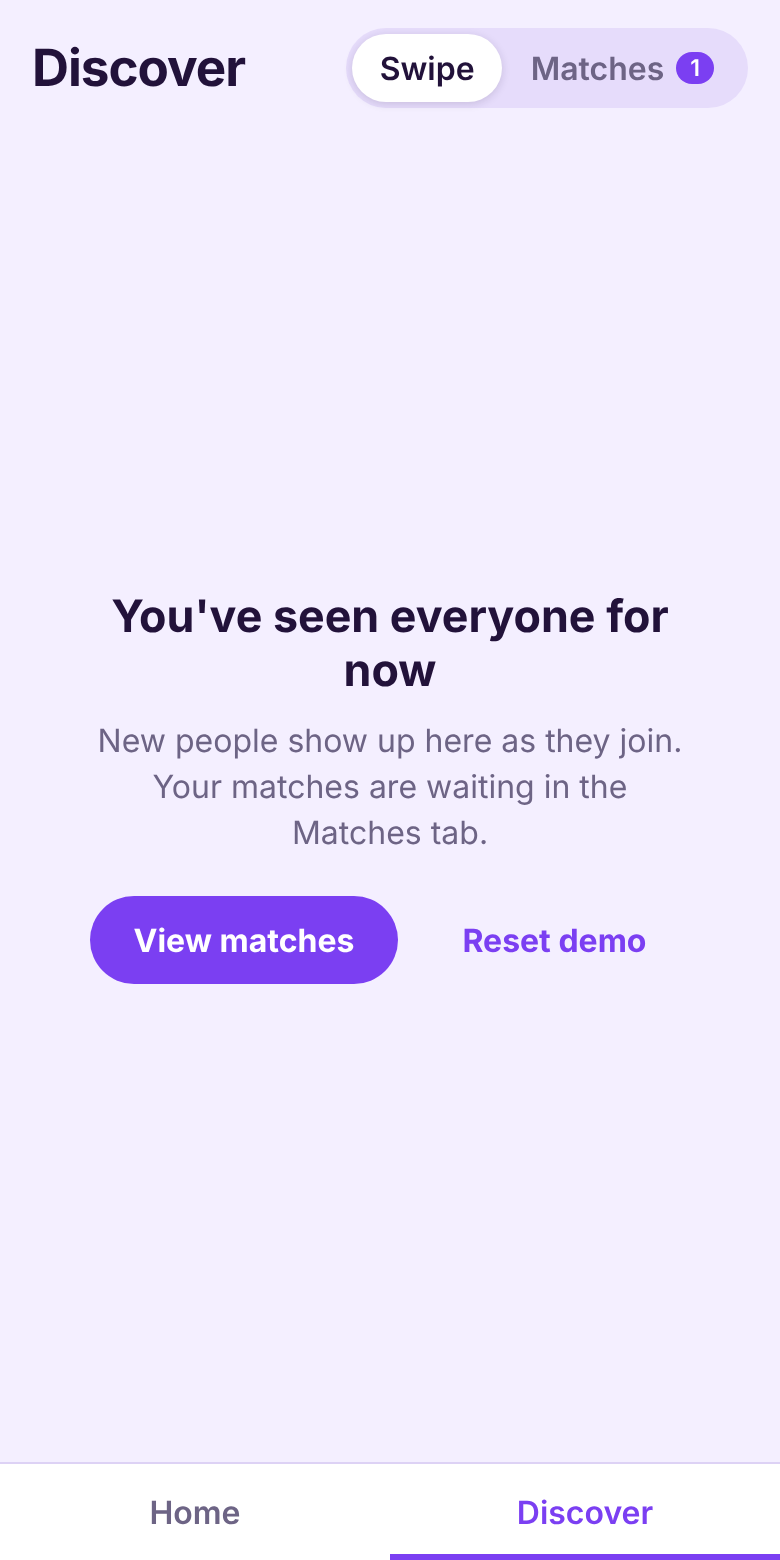 Discover
Swipe
Matches 1
You've seen everyone for
now
New people show up here as they join.
Your matches are waiting in the
Matches tab.
View matches
Reset demo
Home
Discover